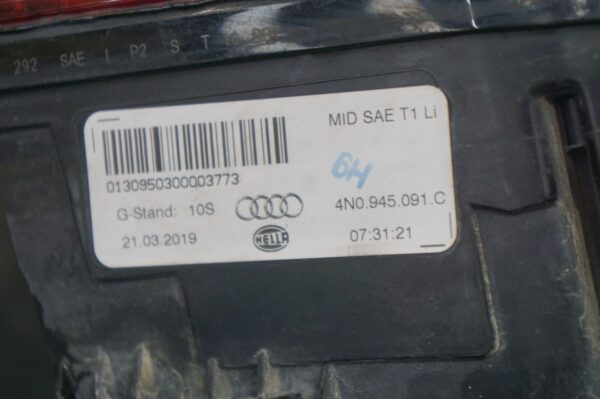 292 SAE I P2 S T
MID SAE T1 Li
0130950300003773
6H
G-Stand: 10S
4N0.945.091.C
21.03.2019
HELLA
07:31:21